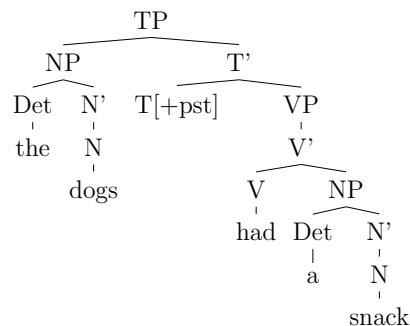 TP
NP T'
Det N' T[+pst] VP
the N V'
dogs V NP
had Det N'
a N
snack